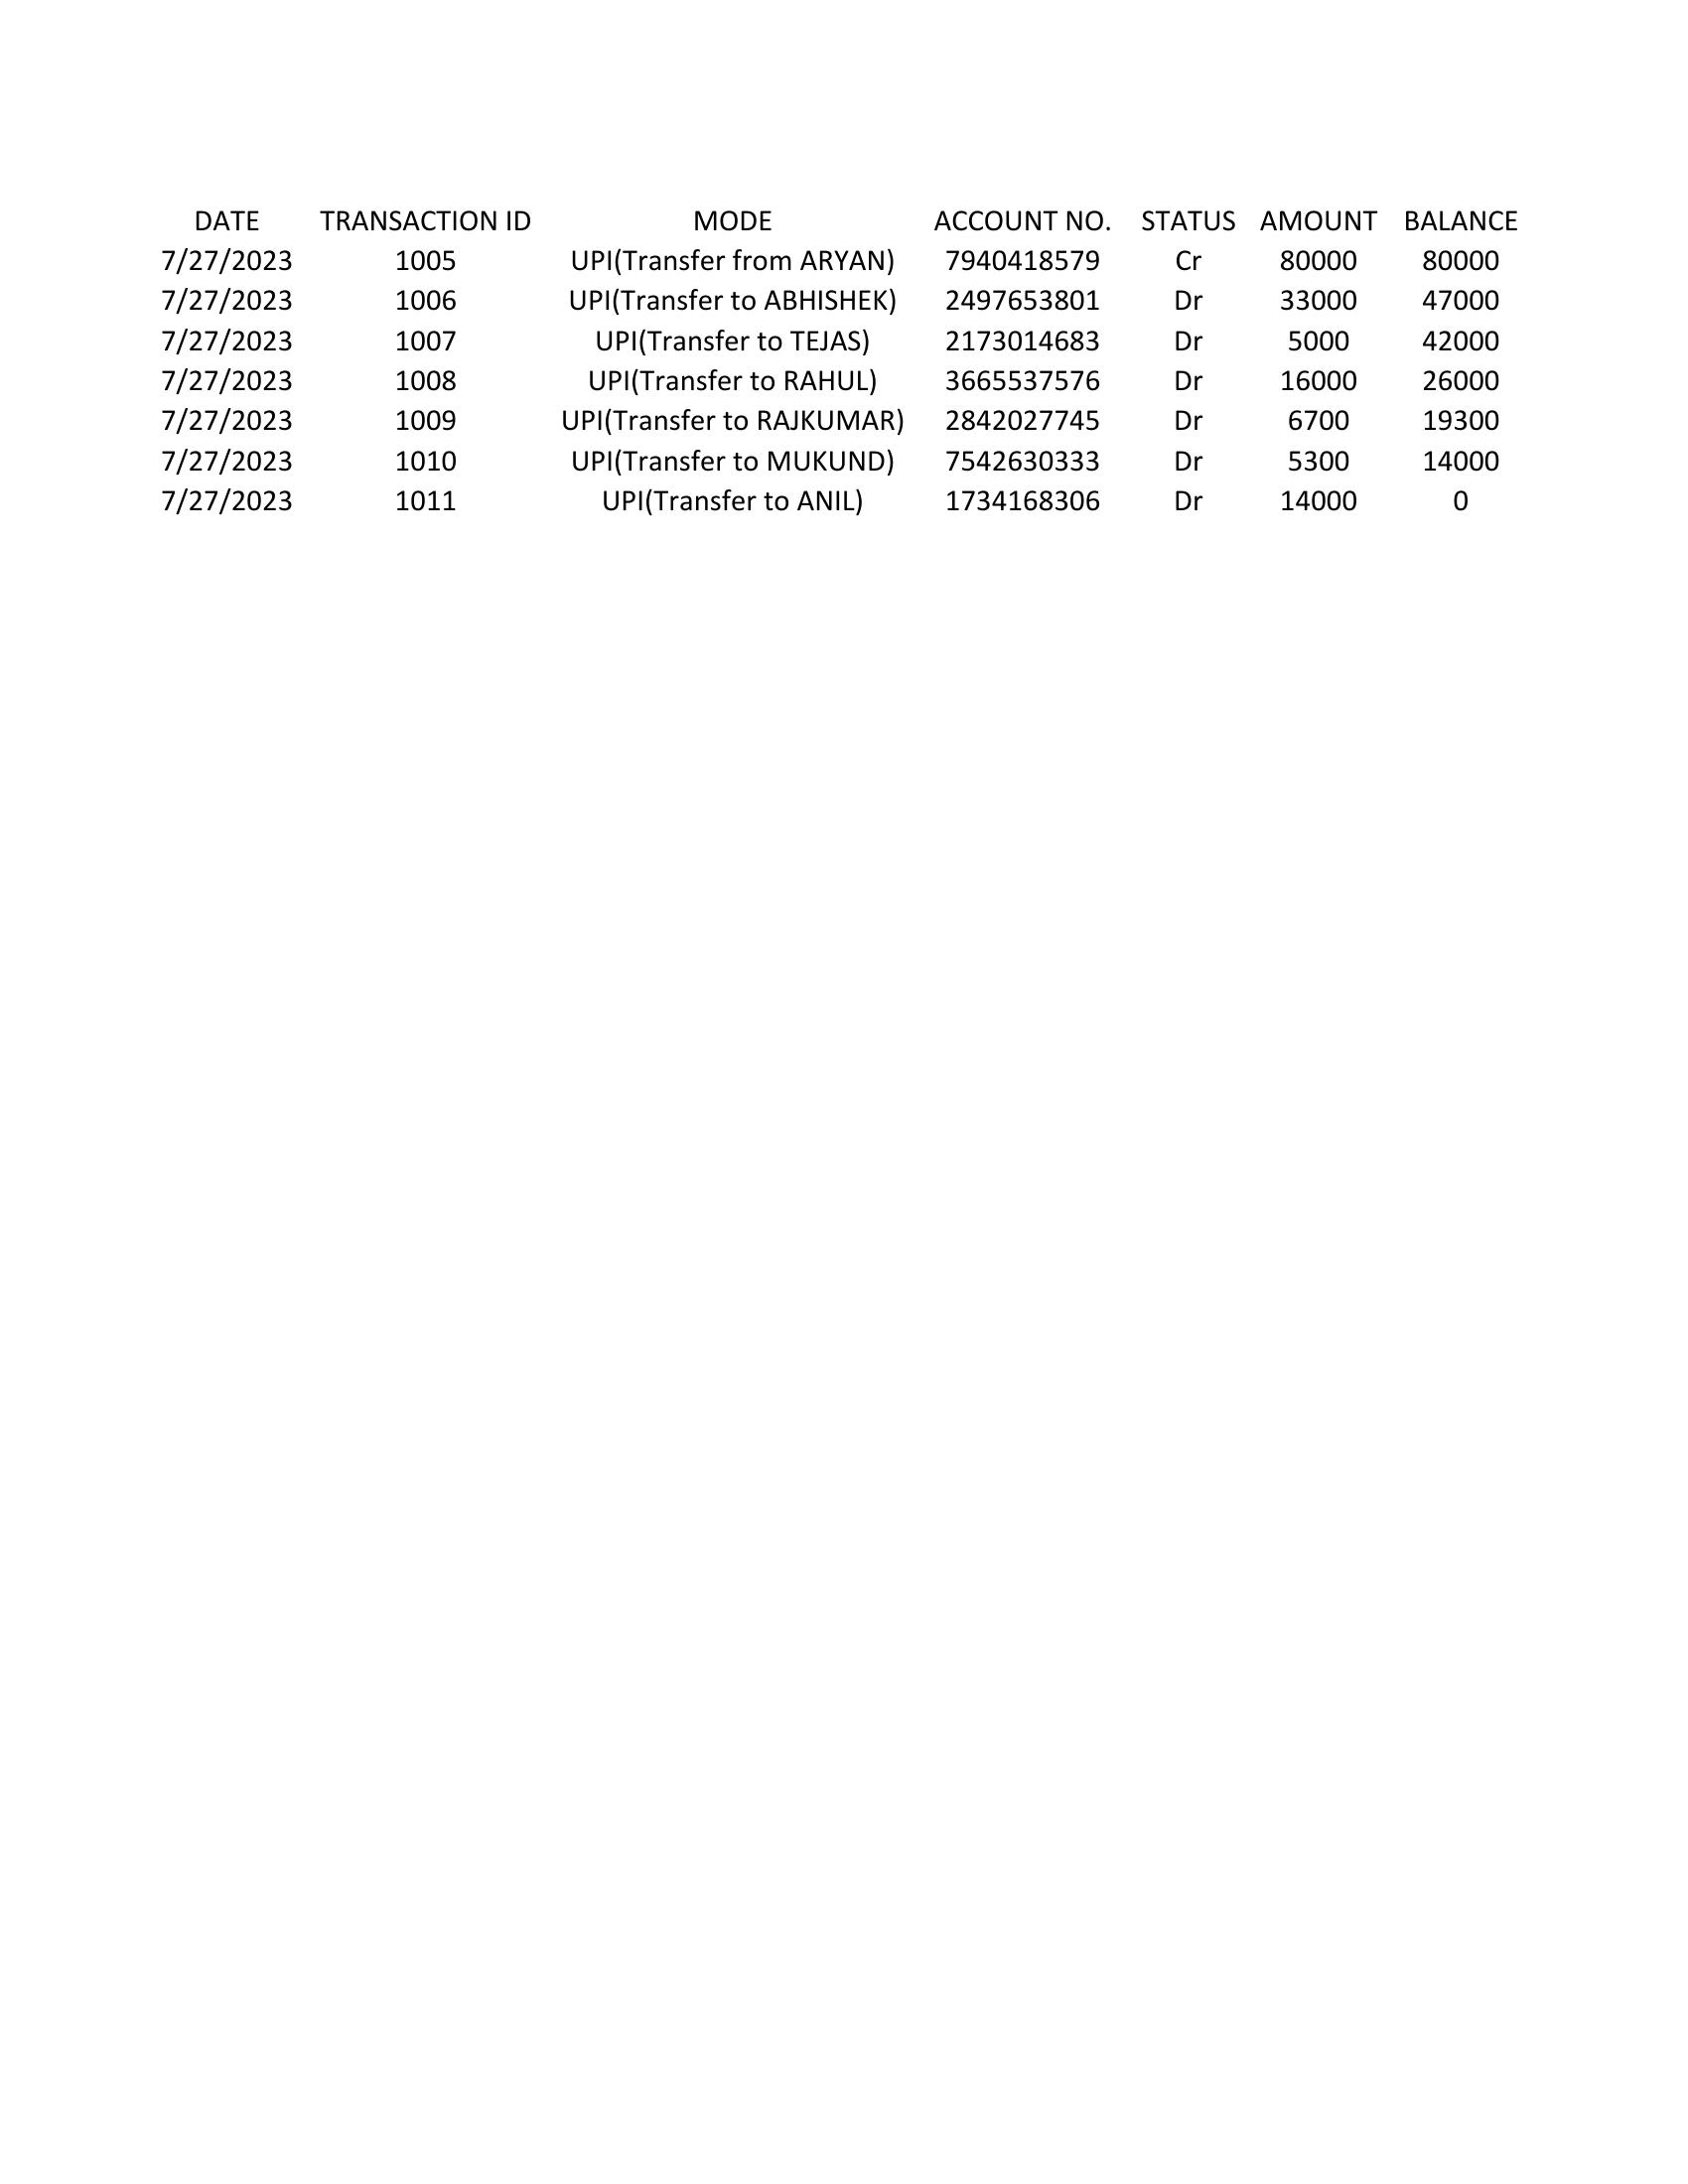 DATE TRANSACTION ID MODE ACCOUNT NO. STATUS AMOUNT BALANCE
7/27/2023 1005 UPI(Transfer from ARYAN) 7940418579 Cr 80000 80000
7/27/2023 1006 UPI(Transfer to ABHISHEK) 2497653801 Dr 33000 47000
7/27/2023 1007 UPI(Transfer to TEJAS) 2173014683 Dr 5000 42000
7/27/2023 1008 UPI(Transfer to RAHUL) 3665537576 Dr 16000 26000
7/27/2023 1009 UPI(Transfer to RAJKUMAR) 2842027745 Dr 6700 19300
7/27/2023 1010 UPI(Transfer to MUKUND) 7542630333 Dr 5300 14000
7/27/2023 1011 UPI(Transfer to ANIL) 1734168306 Dr 14000 0